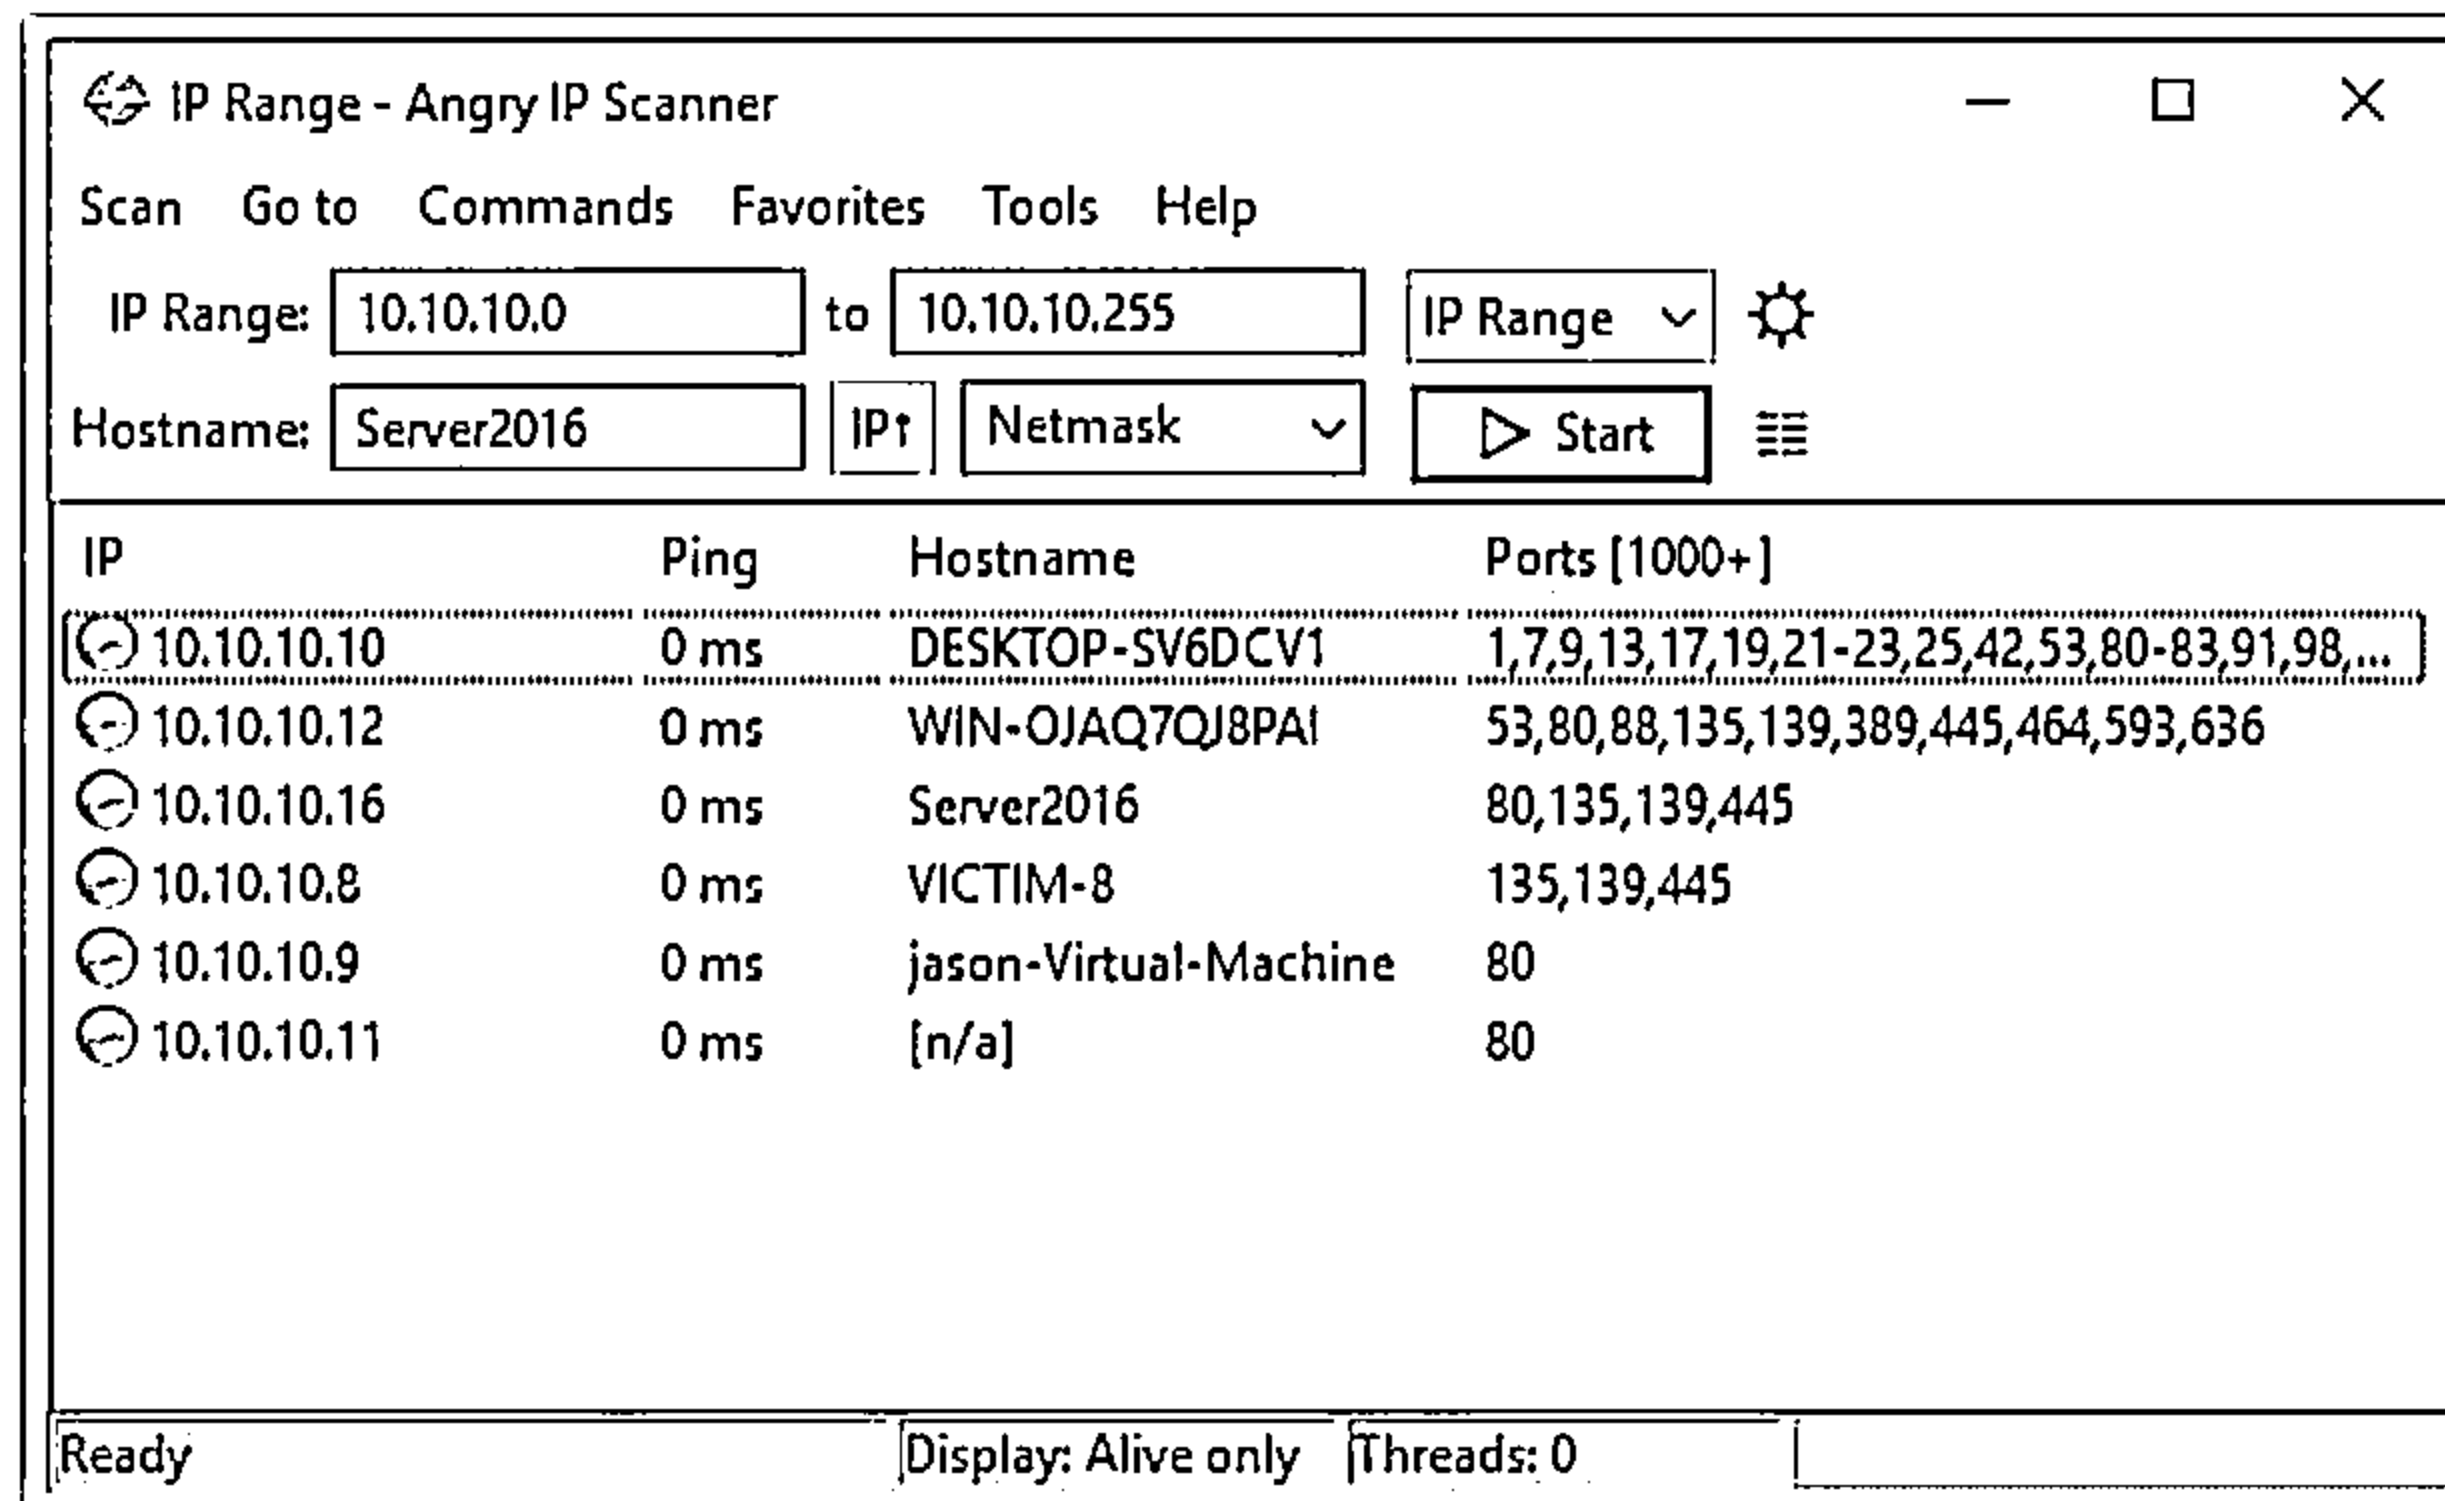 IP Range - Angry IP Scanner
Scan Go to Commands Favorites Tools Help
IP Range: 10.10.10.0 to 10.10.10.255 IP Range
Hostname: Server2016 IP↑ Netmask Start
IP Ping Hostname Ports [1000+]
10.10.10.10 0 ms DESKTOP-SV6DCV1 1,7,9,13,17,19,21-23,25,42,53,80-83,91,98,...
10.10.10.12 0 ms WIN-OJAQ7QJ8PAI 53,80,88,135,139,389,445,464,593,636
10.10.10.16 0 ms Server2016 80,135,139,445
10.10.10.8 0 ms VICTIM-8 135,139,445
10.10.10.9 0 ms jason-Virtual-Machine 80
10.10.10.11 0 ms [n/a] 80
Ready Display: Alive only Threads: 0